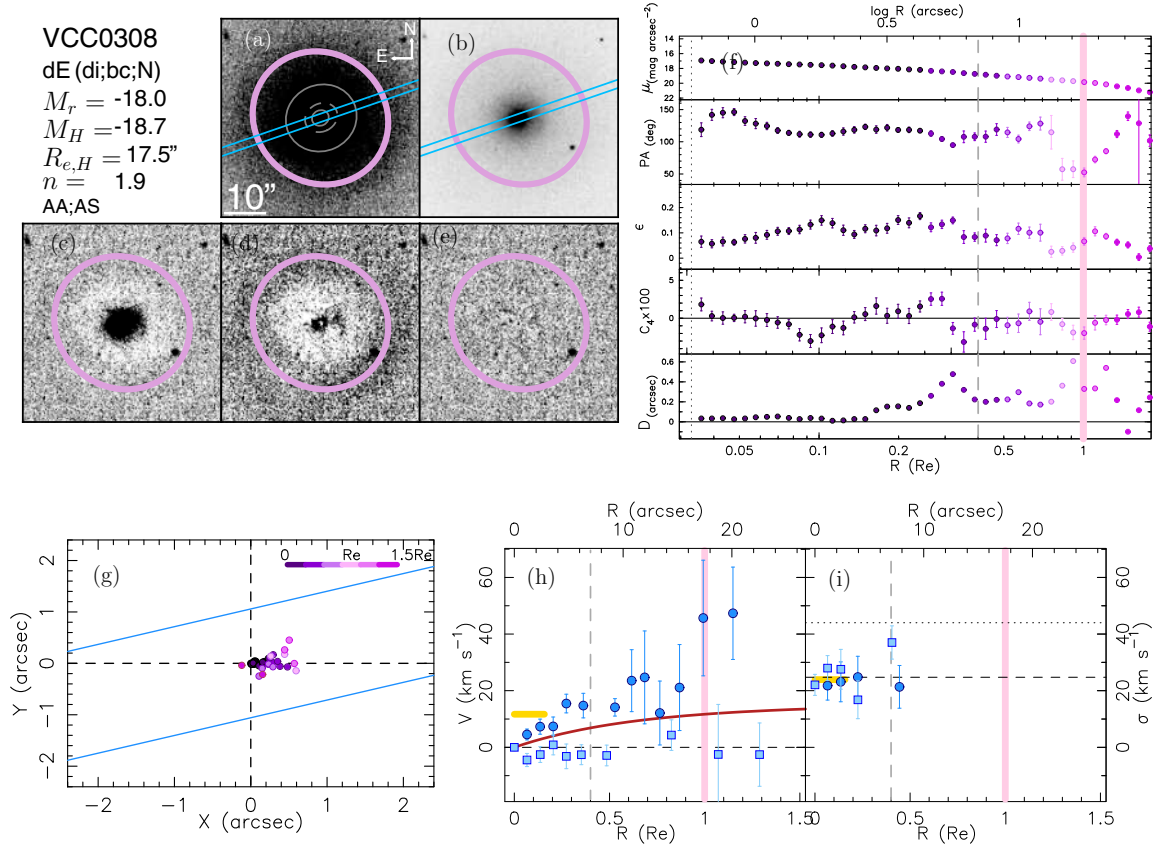 VCC0308
dE (di;bc;N)
M_r = -18.0
M_H = -18.7
R_{e,H} = 17.5"
n = 1.9
AA;AS
(a)
N
E
10"
(b)
(c)
(d)
(e)
log R (arcsec)
0 0.5 1
(f)
μ(mag arcsec⁻²)
14
16
18
20
22
PA (deg)
150
100
50
ε
0.2
0.1
0
C₄x100
0
D (arcsec)
0.6
0.4
0.2
0
0.05 0.1 0.2 0.5 1
R (Re)
(g)
0 Re 1.5Re
Y (arcsec)
2
1
0
−1
−2
−2 −1 0 1 2
X (arcsec)
R (arcsec)
0 10 20
(h)
V (km s⁻¹)
60
40
20
0
0 0.5 1 1.5
R (Re)
R (arcsec)
0 10 20
(i)
σ (km s⁻¹)
60
40
20
0
0 0.5 1 1.5
R (Re)